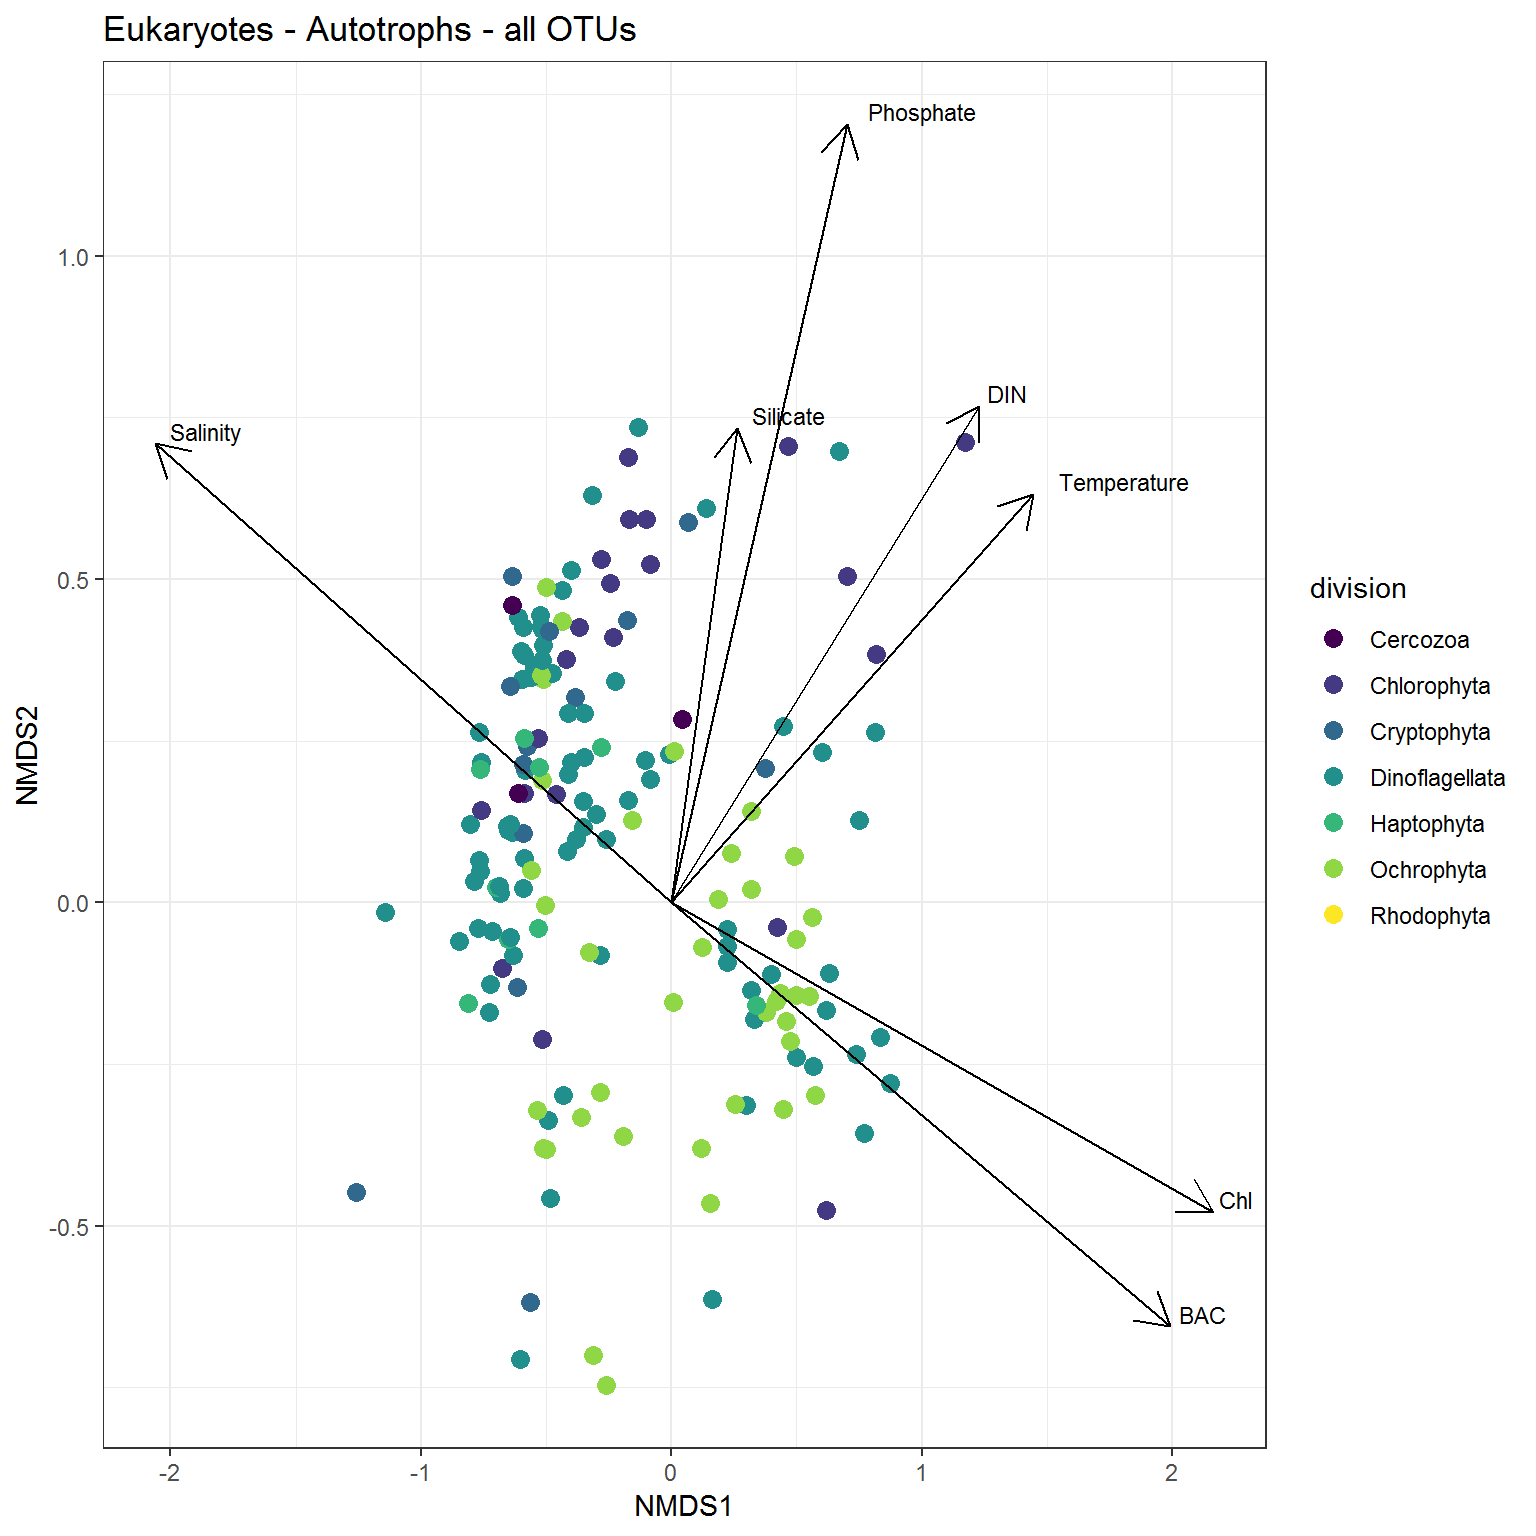 Eukaryotes - Autotrophs - all OTUs
Phosphate
DIN
Silicate
Salinity
Temperature
Chl
BAC
1.0
0.5
0.0
-0.5
NMDS2
-2
-1
0
1
2
NMDS1
division
Cercozoa
Chlorophyta
Cryptophyta
Dinoflagellata
Haptophyta
Ochrophyta
Rhodophyta